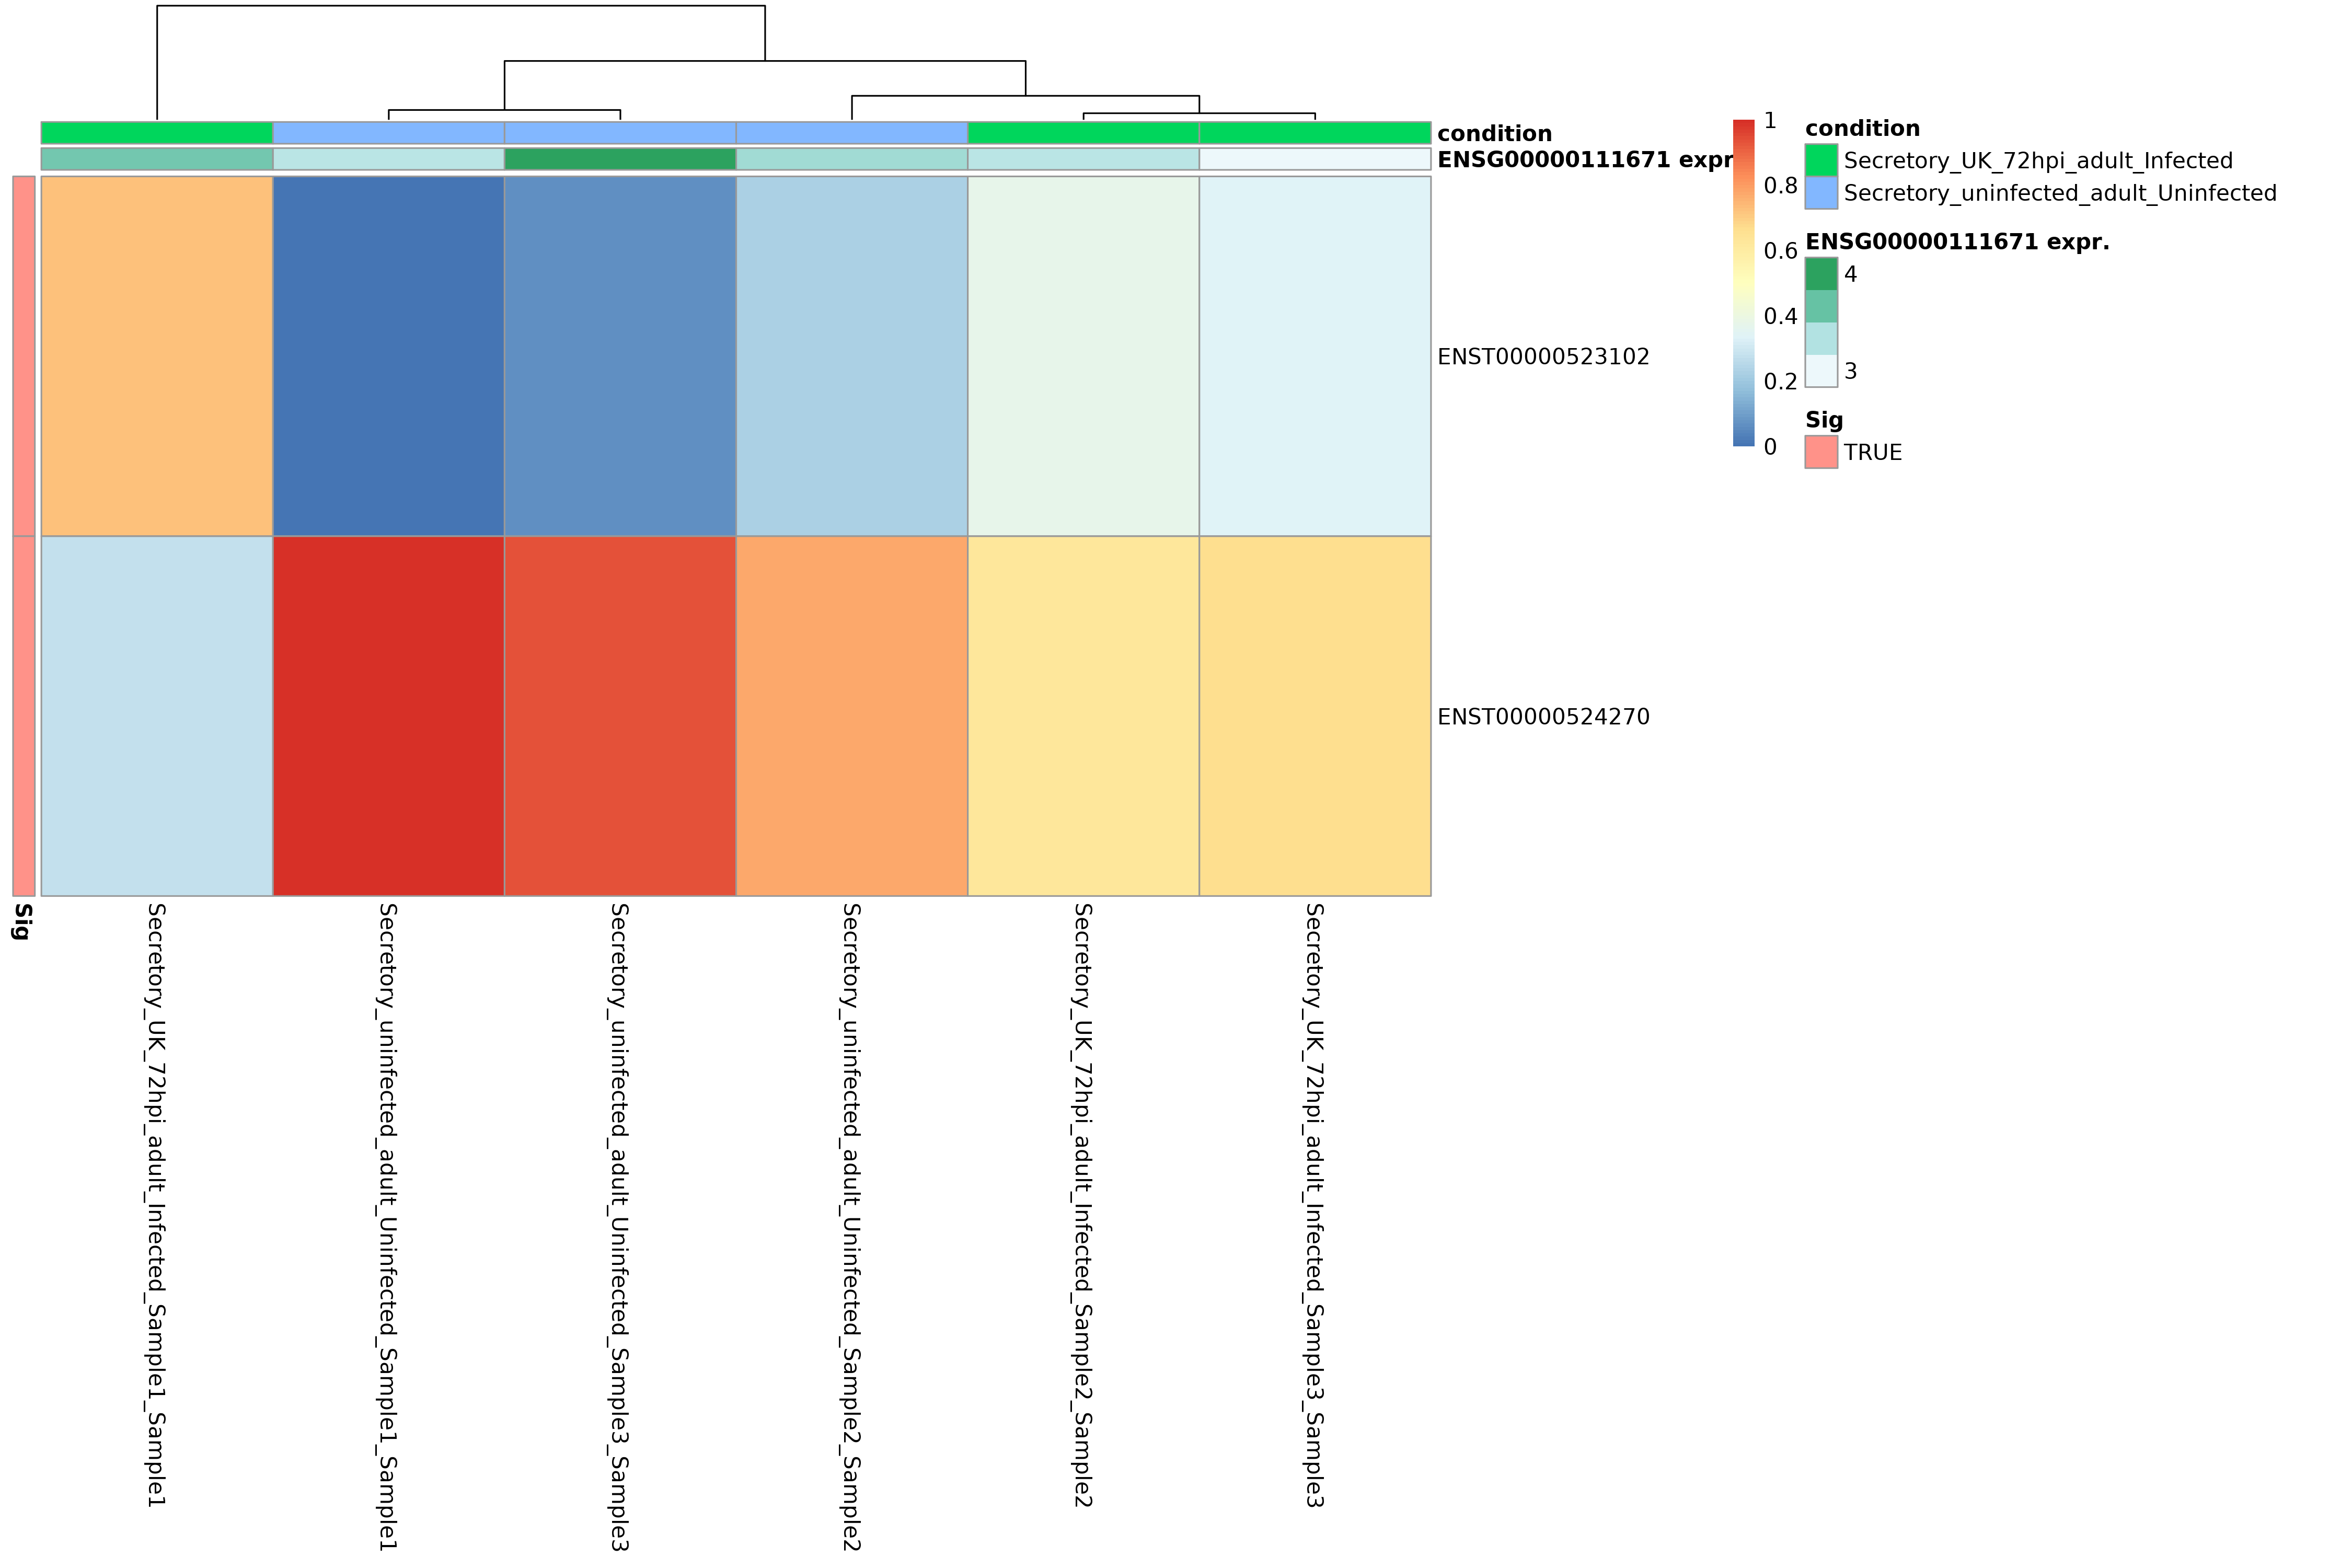 condition
ENSG00000111671 expr
ENST00000523102
ENST00000524270
Sig
Secretory_UK_72hpi_adult_Infected_Sample1_Sample1
Secretory_uninfected_adult_Uninfected_Sample1_Sample1
Secretory_uninfected_adult_Uninfected_Sample3_Sample3
Secretory_uninfected_adult_Uninfected_Sample2_Sample2
Secretory_UK_72hpi_adult_Infected_Sample2_Sample2
Secretory_UK_72hpi_adult_Infected_Sample3_Sample3
1
0.8
0.6
0.4
0.2
0
condition
Secretory_UK_72hpi_adult_Infected
Secretory_uninfected_adult_Uninfected
ENSG00000111671 expr.
4
3
Sig
TRUE